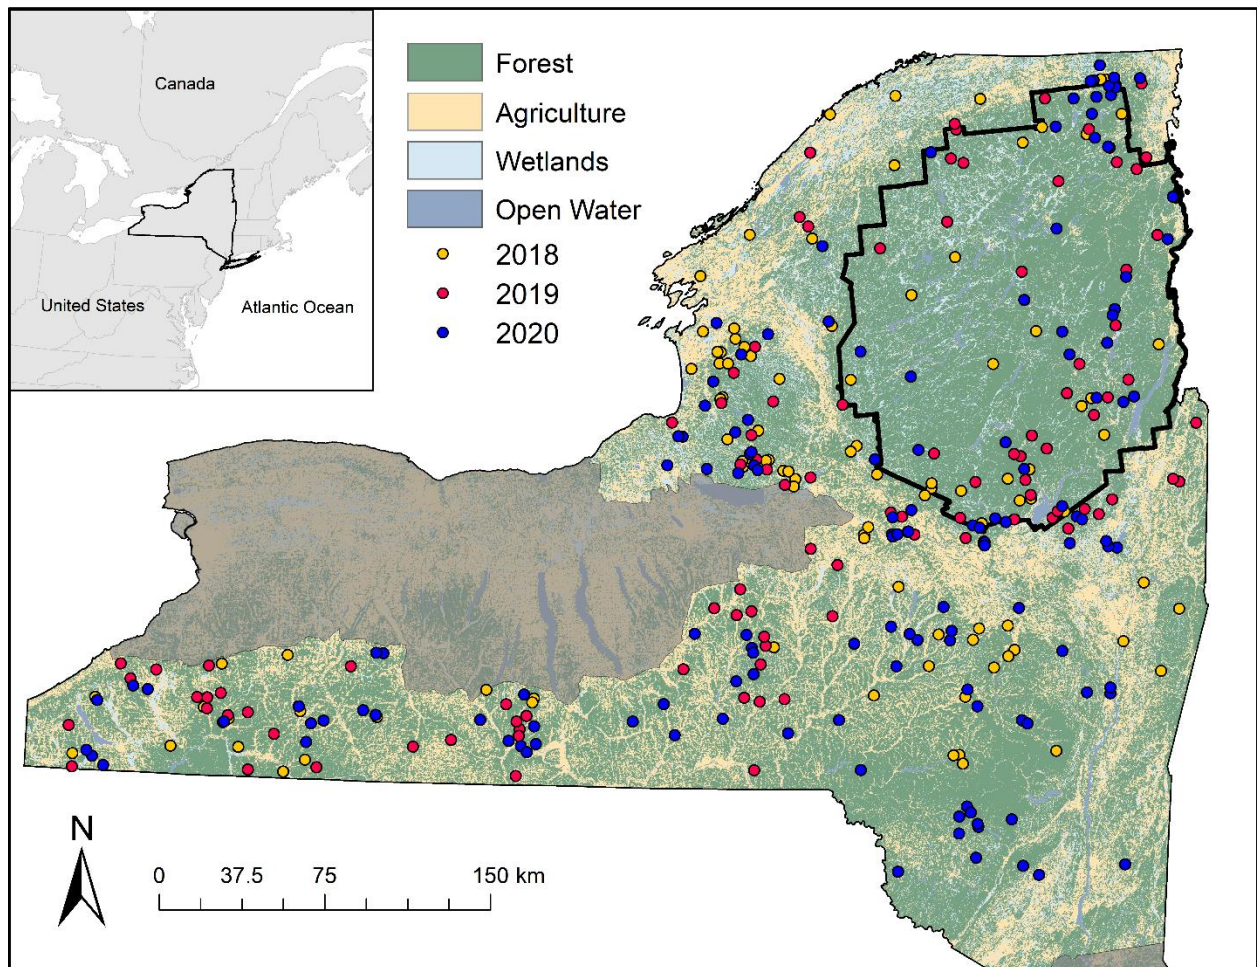 Canada
United States
Atlantic Ocean
Forest
Agriculture
Wetlands
Open Water
2018
2019
2020
N
0 37.5 75 150 km